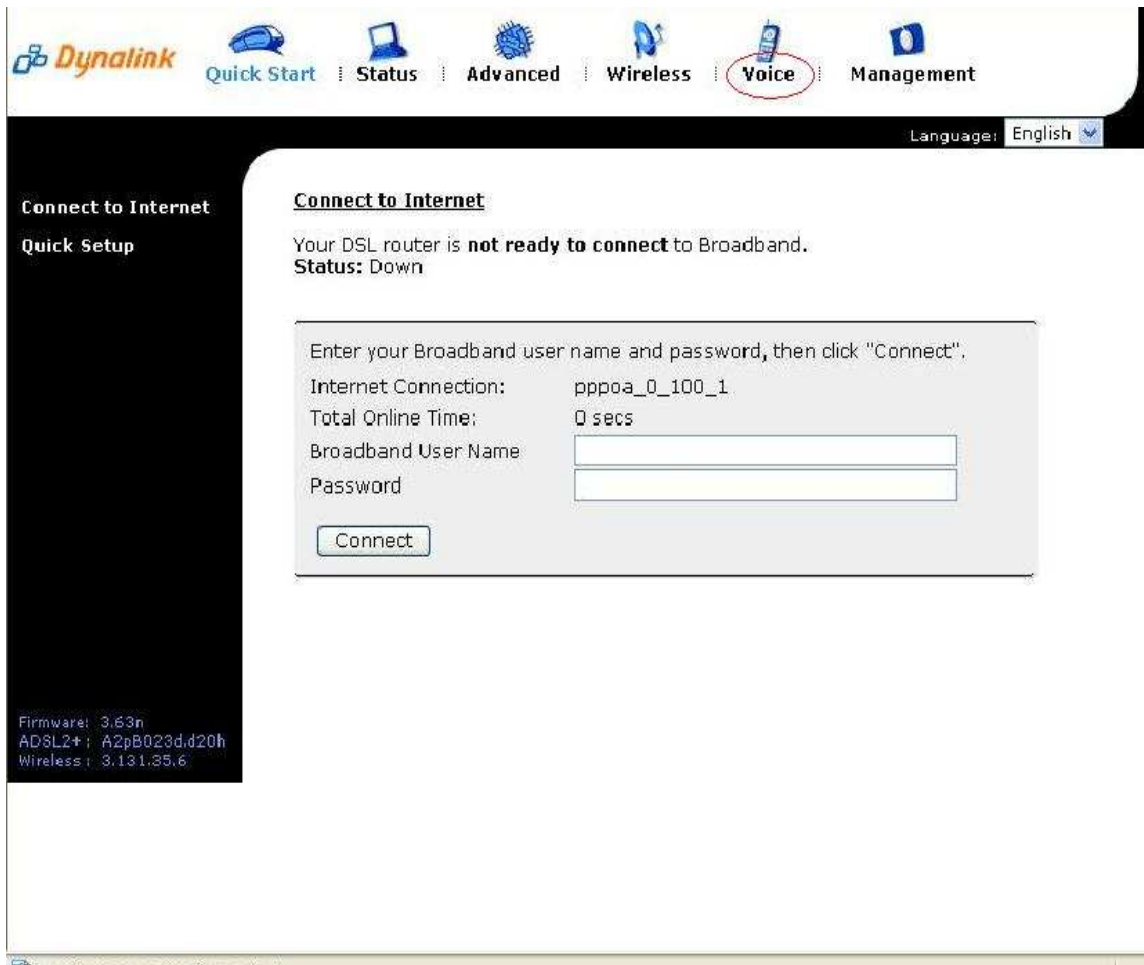 Dynalink
Quick Start
Status
Advanced
Wireless
Voice
Management
Language: English
Connect to Internet
Quick Setup
Connect to Internet
Your DSL router is not ready to connect to Broadband.
Status: Down
Enter your Broadband user name and password, then click "Connect".
Internet Connection: pppoa_0_100_1
Total Online Time: 0 secs
Broadband User Name
Password
Connect
Firmware: 3.63n
ADSL2+: A2pB023d.d20h
Wireless: 3.131.35.6